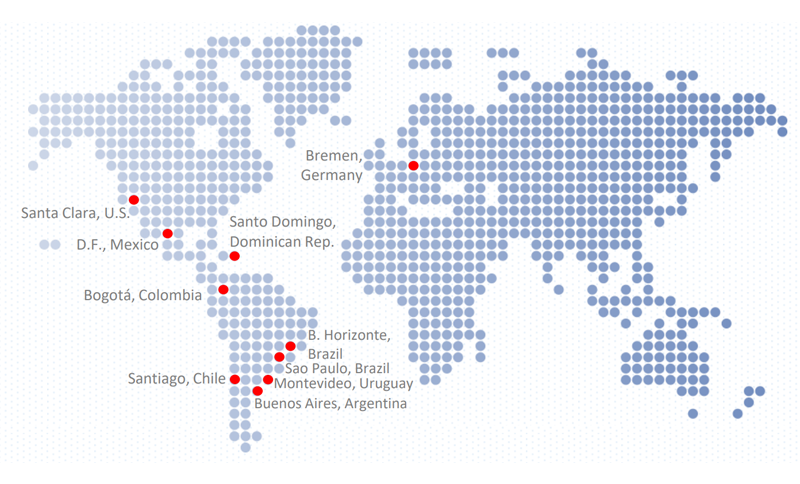 Bremen,
Germany
Santa Clara, U.S.
Santo Domingo,
Dominican Rep.
D.F., Mexico
Bogotá, Colombia
B. Horizonte,
Brazil
Sao Paulo, Brazil
Santiago, Chile
Montevideo, Uruguay
Buenos Aires, Argentina